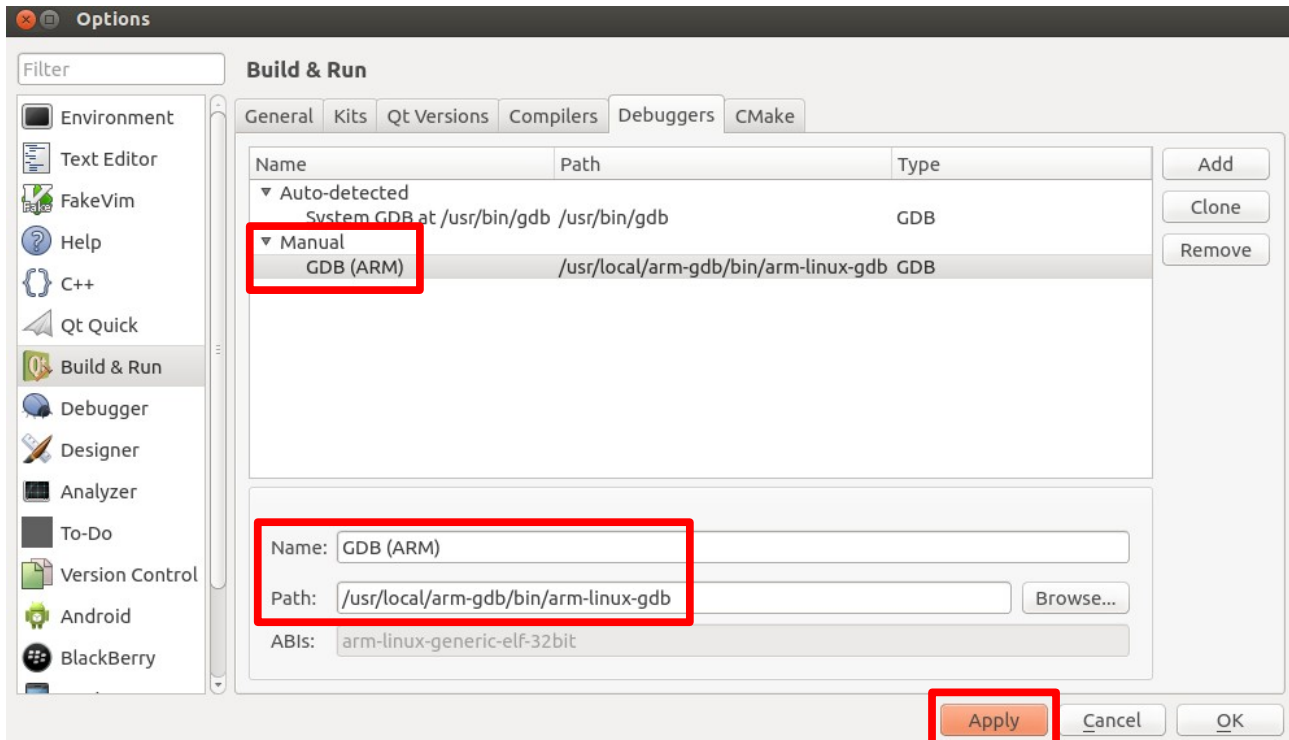 Options
Filter
Build & Run
Environment
Text Editor
FakeVim
Help
C++
Qt Quick
Build & Run
Debugger
Designer
Analyzer
To-Do
Version Control
Android
BlackBerry
General Kits Qt Versions Compilers Debuggers CMake
Name Path Type
Auto-detected
System GDB at /usr/bin/gdb /usr/bin/gdb GDB
Manual
GDB (ARM) /usr/local/arm-gdb/bin/arm-linux-gdb GDB
Add
Clone
Remove
Name: GDB (ARM)
Path: /usr/local/arm-gdb/bin/arm-linux-gdb Browse...
ABIs: arm-linux-generic-elf-32bit
Apply Cancel OK